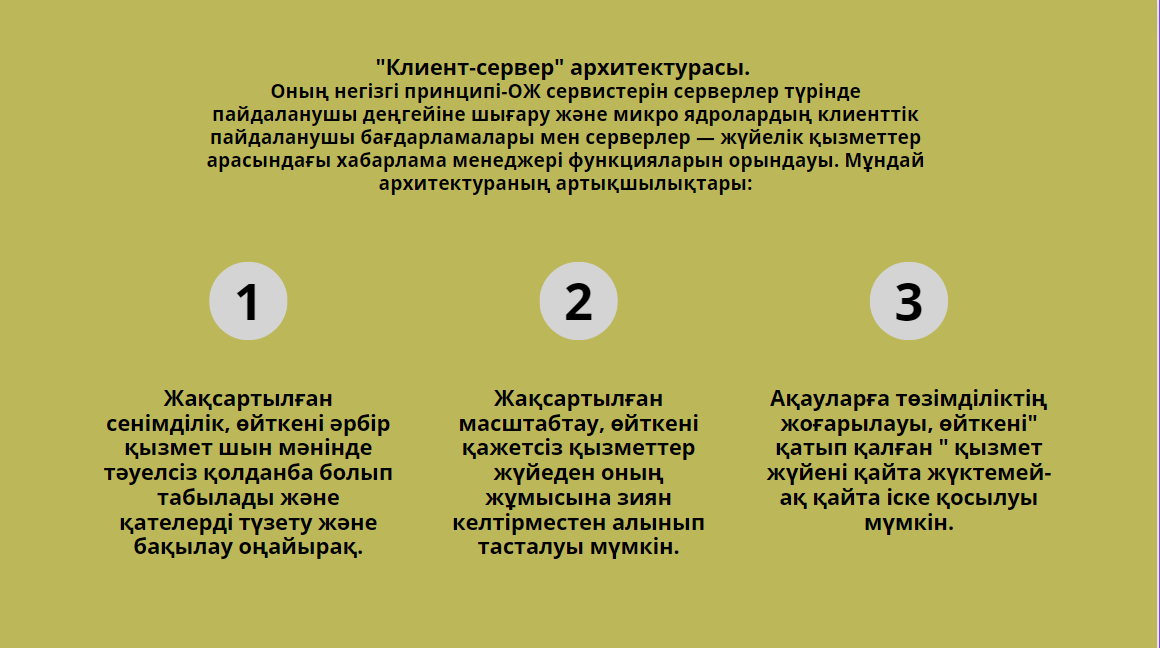 "Клиент-сервер" архитектурасы.
Оның негізгі принципі-ОЖ сервистерін серверлер түрінде
пайдаланушы деңгейіне шығару және микро ядролардың клиенттік
пайдаланушы бағдарламалары мен серверлер — жүйелік қызметтер
арасындағы хабарлама менеджері функцияларын орындауы. Мұндай
архитектураның артықшылықтары:
1
Жақсартылған
сенімділік, өйткені әрбір
қызмет шын мәнінде
тәуелсіз қолданба болып
табылады және
қателерді түзету және
бақылау оңайырақ.
2
Жақсартылған
масштабтау, өйткені
қажетсіз қызметтер
жүйеден оның
жұмысына зиян
келтірместен алынып
тасталуы мүмкін.
3
Ақауларға төзімділіктің
жоғарылауы, өйткені"
қатып қалған " қызмет
жүйені қайта жүктемей-
ақ қайта іске қосылуы
мүмкін.